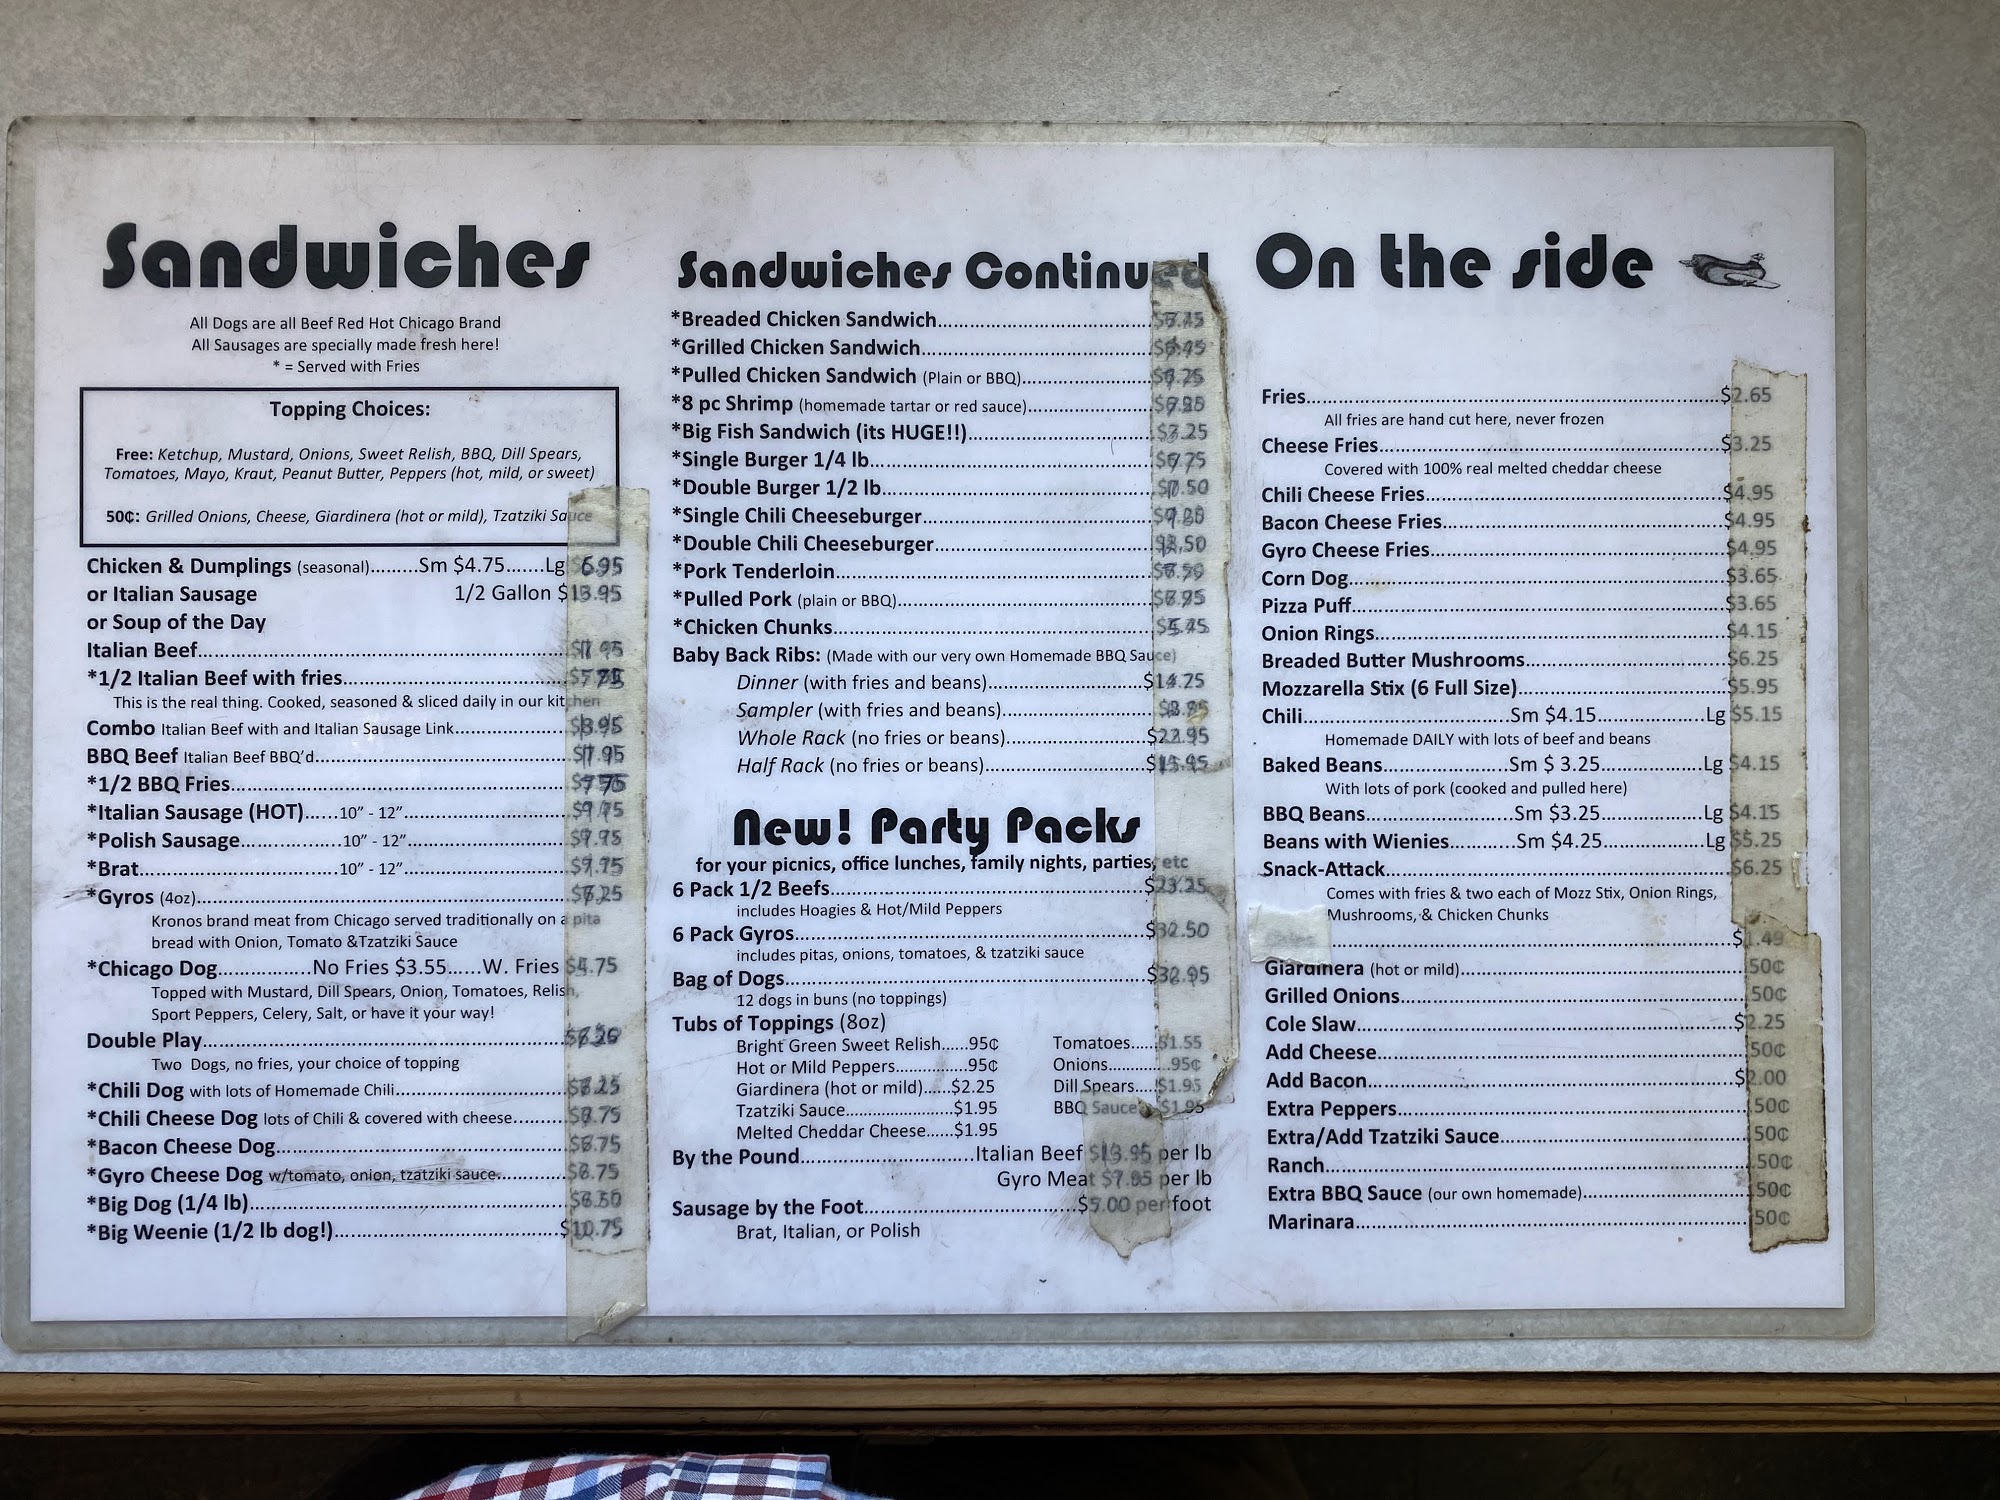 Sandwiches
All Dogs are all Beef Red Hot Chicago Brand
All Sausages are specially made fresh here!
* = Served with Fries
Topping Choices:
Free: Ketchup, Mustard, Onions, Sweet Relish, BBQ, Dill Spears,
Tomatoes, Mayo, Kraut, Peanut Butter, Peppers (hot, mild, or sweet)
50¢: Grilled Onions, Cheese, Giardinera (hot or mild), Tzatziki Sauce
Chicken & Dumplings (seasonal)........Sm $4.75......Lg 6.95
or Italian Sausage 1/2 Gallon $13.95
or Soup of the Day
Italian Beef
*1/2 Italian Beef with fries
This is the real thing. Cooked, seasoned & sliced daily in our kitchen
Combo Italian Beef with and Italian Sausage Link
BBQ Beef Italian Beef BBQ'd
*1/2 BBQ Fries
*Italian Sausage (HOT)......10” - 12”
*Polish Sausage..................10” - 12”
*Brat...................................10” - 12”
*Gyros (4oz)
Kronos brand meat from Chicago served traditionally on a pita
bread with Onion, Tomato &Tzatziki Sauce
*Chicago Dog................No Fries $3.55......W. Fries $4.75
Topped with Mustard, Dill Spears, Onion, Tomatoes, Relish,
Sport Peppers, Celery, Salt, or have it your way!
Double Play
Two Dogs, no fries, your choice of topping
*Chili Dog with lots of Homemade Chili
*Chili Cheese Dog lots of Chili & covered with cheese
*Bacon Cheese Dog
*Gyro Cheese Dog w/tomato, onion, tzatziki sauce
*Big Dog (1/4 lb)
*Big Weenie (1/2 lb dog!)........$10.75
Sandwiches Continued
*Breaded Chicken Sandwich
*Grilled Chicken Sandwich
*Pulled Chicken Sandwich (Plain or BBQ)
*8 pc Shrimp (homemade tartar or red sauce)
*Big Fish Sandwich (its HUGE!!)
*Single Burger 1/4 lb
*Double Burger 1/2 lb
*Single Chili Cheeseburger
*Double Chili Cheeseburger
*Pork Tenderloin
*Pulled Pork (plain or BBQ)
*Chicken Chunks
Baby Back Ribs: (Made with our very own Homemade BBQ Sauce)
Dinner (with fries and beans)........$14.25
Sampler (with fries and beans)
Whole Rack (no fries or beans)
Half Rack (no fries or beans)
New! Party Packs
for your picnics, office lunches, family nights, parties, etc
6 Pack 1/2 Beefs
includes Hoagies & Hot/Mild Peppers
6 Pack Gyros
includes pitas, onions, tomatoes, & tzatziki sauce
Bag of Dogs
12 dogs in buns (no toppings)
Tubs of Toppings (8oz)
Bright Green Sweet Relish......95¢ Tomatoes.....$1.55
Hot or Mild Peppers..............95¢ Onions............95¢
Giardinera (hot or mild).....$2.25 Dill Spears....$1.95
Tzatziki Sauce.....................$1.95 BBQ Sauce $1.95
Melted Cheddar Cheese......$1.95
By the Pound........Italian Beef $13.95 per lb
Gyro Meat $7.95 per lb
Sausage by the Foot........$5.00 per foot
Brat, Italian, or Polish
On the side
Fries........$2.65
All fries are hand cut here, never frozen
Cheese Fries........$3.25
Covered with 100% real melted cheddar cheese
Chili Cheese Fries........$4.95
Bacon Cheese Fries........$4.95
Gyro Cheese Fries........$4.95
Corn Dog........$3.65
Pizza Puff........$3.65
Onion Rings........$4.15
Breaded Butter Mushrooms........$6.25
Mozzarella Stix (6 Full Size)........$5.95
Chili........Sm $4.15........Lg $5.15
Homemade DAILY with lots of beef and beans
Baked Beans........Sm $ 3.25........Lg $4.15
With lots of pork (cooked and pulled here)
BBQ Beans........Sm $3.25........Lg $4.15
Beans with Wienies........Sm $4.25........Lg $5.25
Snack-Attack........$6.25
Comes with fries & two each of Mozz Stix, Onion Rings,
Mushrooms, & Chicken Chunks
........$1.49
Giardinera (hot or mild)........50¢
Grilled Onions........50¢
Cole Slaw........$2.25
Add Cheese........50¢
Add Bacon........$2.00
Extra Peppers........50¢
Extra/Add Tzatziki Sauce........50¢
Ranch........50¢
Extra BBQ Sauce (our own homemade)........50¢
Marinara........50¢